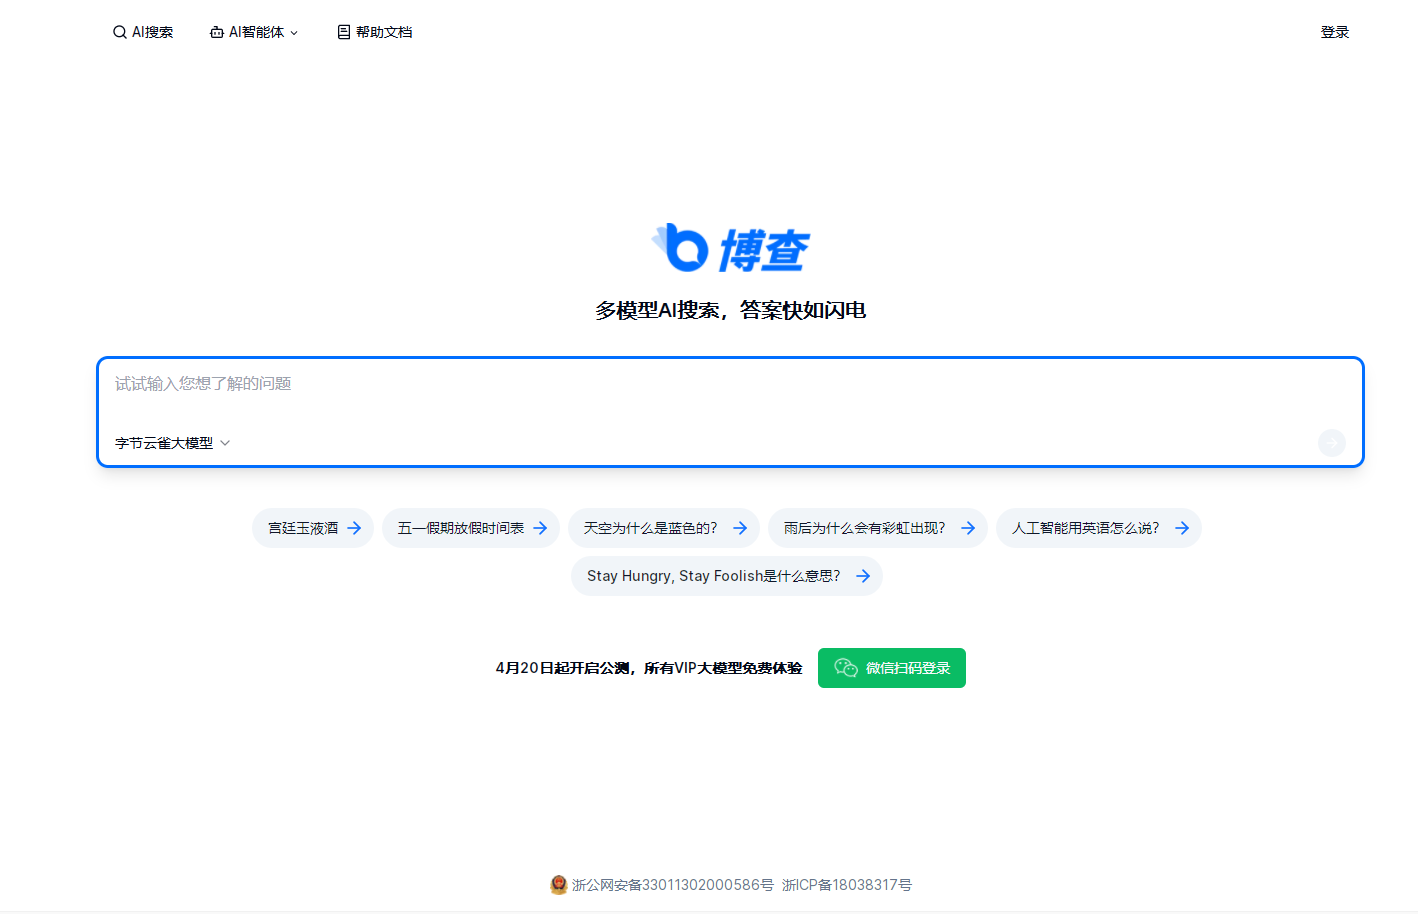 AI搜索 AI智能体 帮助文档 登录
博查
多模型AI搜索，答案快如闪电
试试输入您想了解的问题
字节云雀大模型
宫廷玉液酒 五一假期放假时间表 天空为什么是蓝色的？ 雨后为什么会有彩虹出现？ 人工智能用英语怎么说？
Stay Hungry, Stay Foolish是什么意思？
4月20日起开启公测，所有VIP大模型免费体验 微信扫码登录
浙公网安备33011302000586号 浙ICP备18038317号